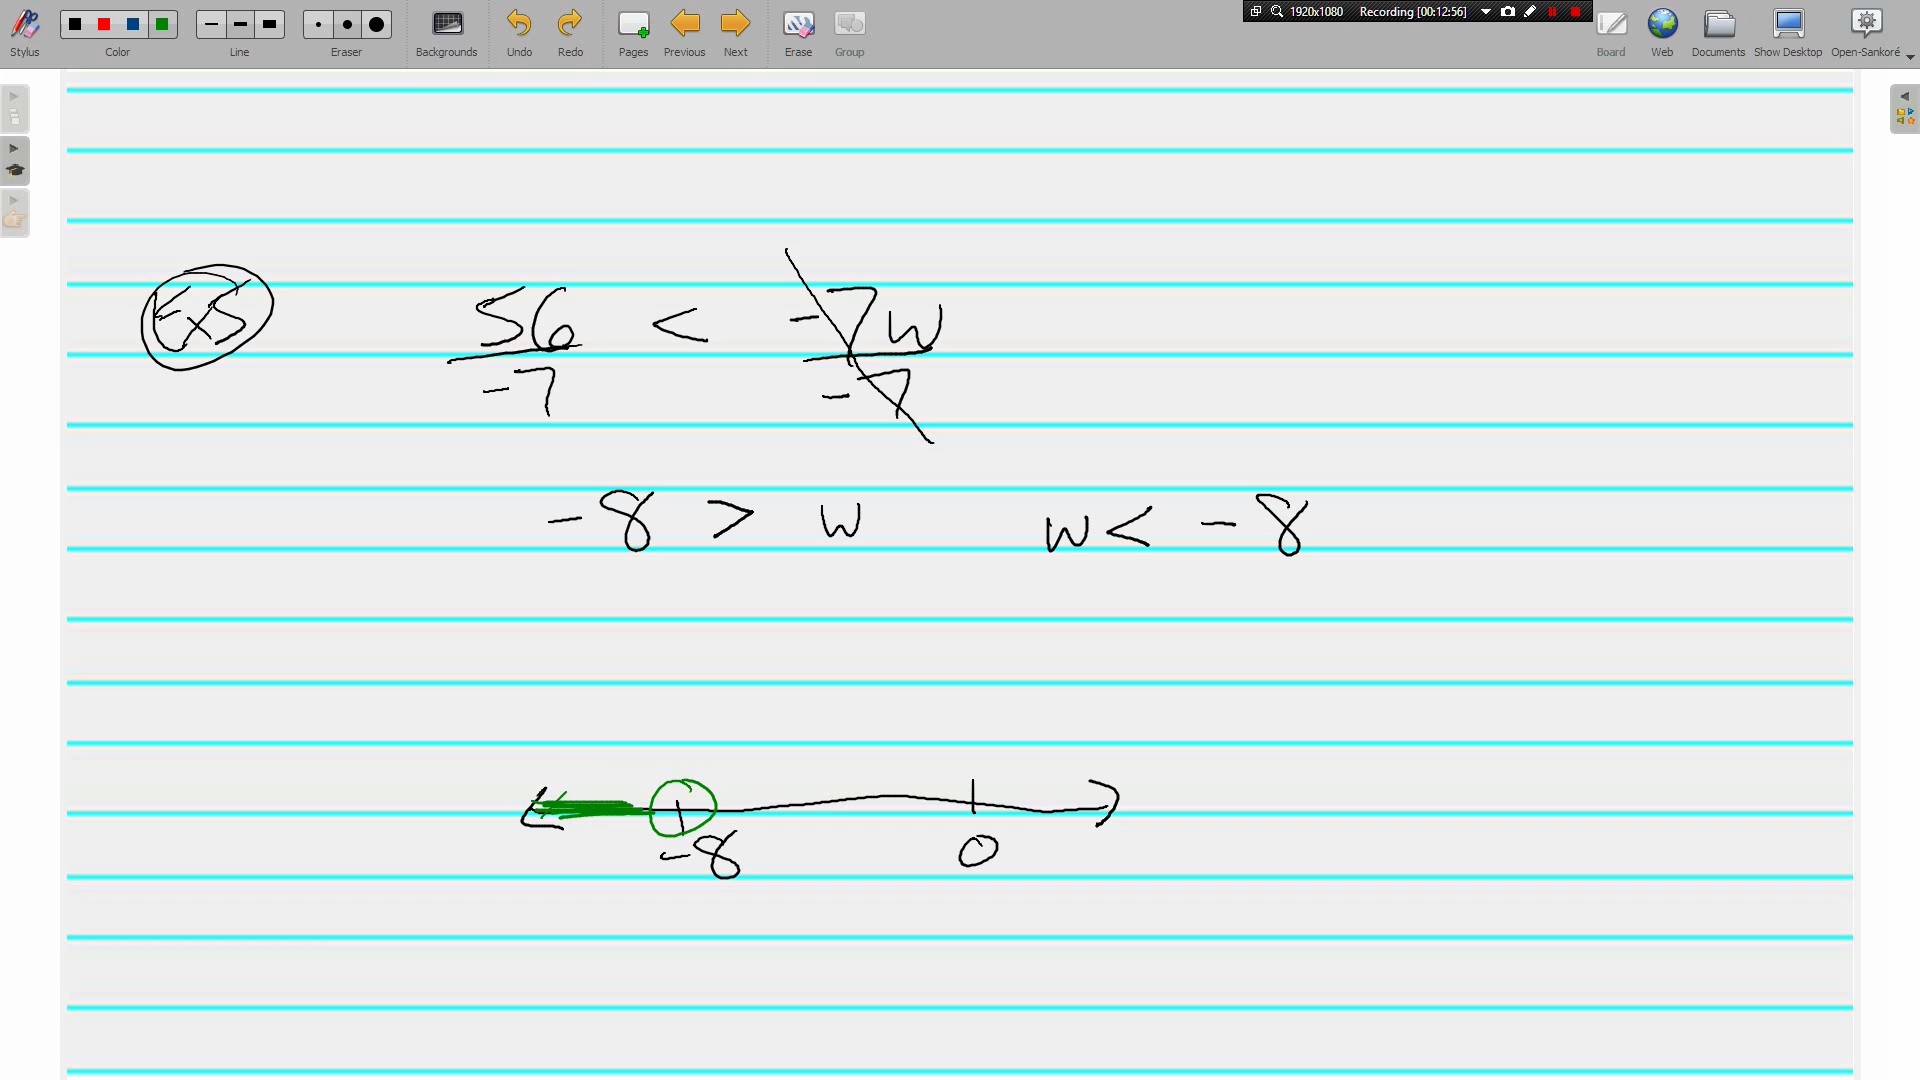 1920x1080 Recording [00:12:56]
Stylus Color Line Eraser Backgrounds Undo Redo Pages Previous Next Erase Group Board Web Documents Show Desktop Open-Sankoré
Ex5 56 < -7w
-7 -7
-8 > w w < -8
-8 0